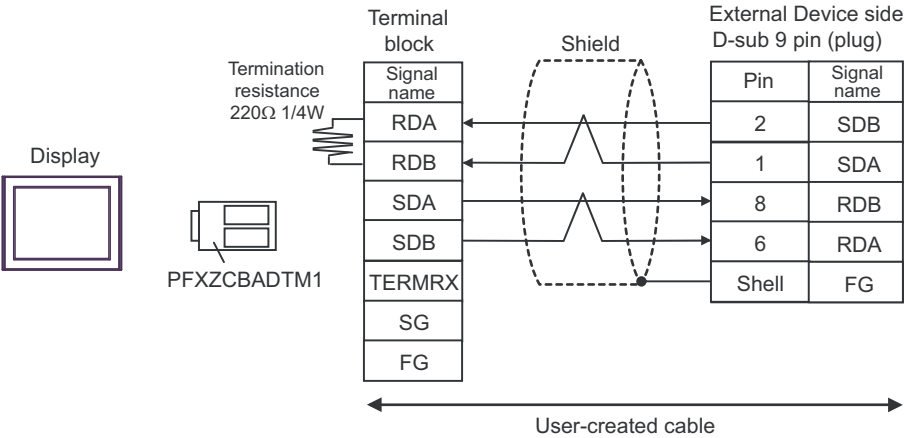 Terminal
block
External Device side
D-sub 9 pin (plug)
Shield
Termination
resistance
220Ω 1/4W
Signal
name
Pin
Signal
name
RDA
2
SDB
RDB
1
SDA
Display
SDA
8
RDB
SDB
6
RDA
PFXZCBADTM1
TERMRX
Shell
FG
SG
FG
User-created cable